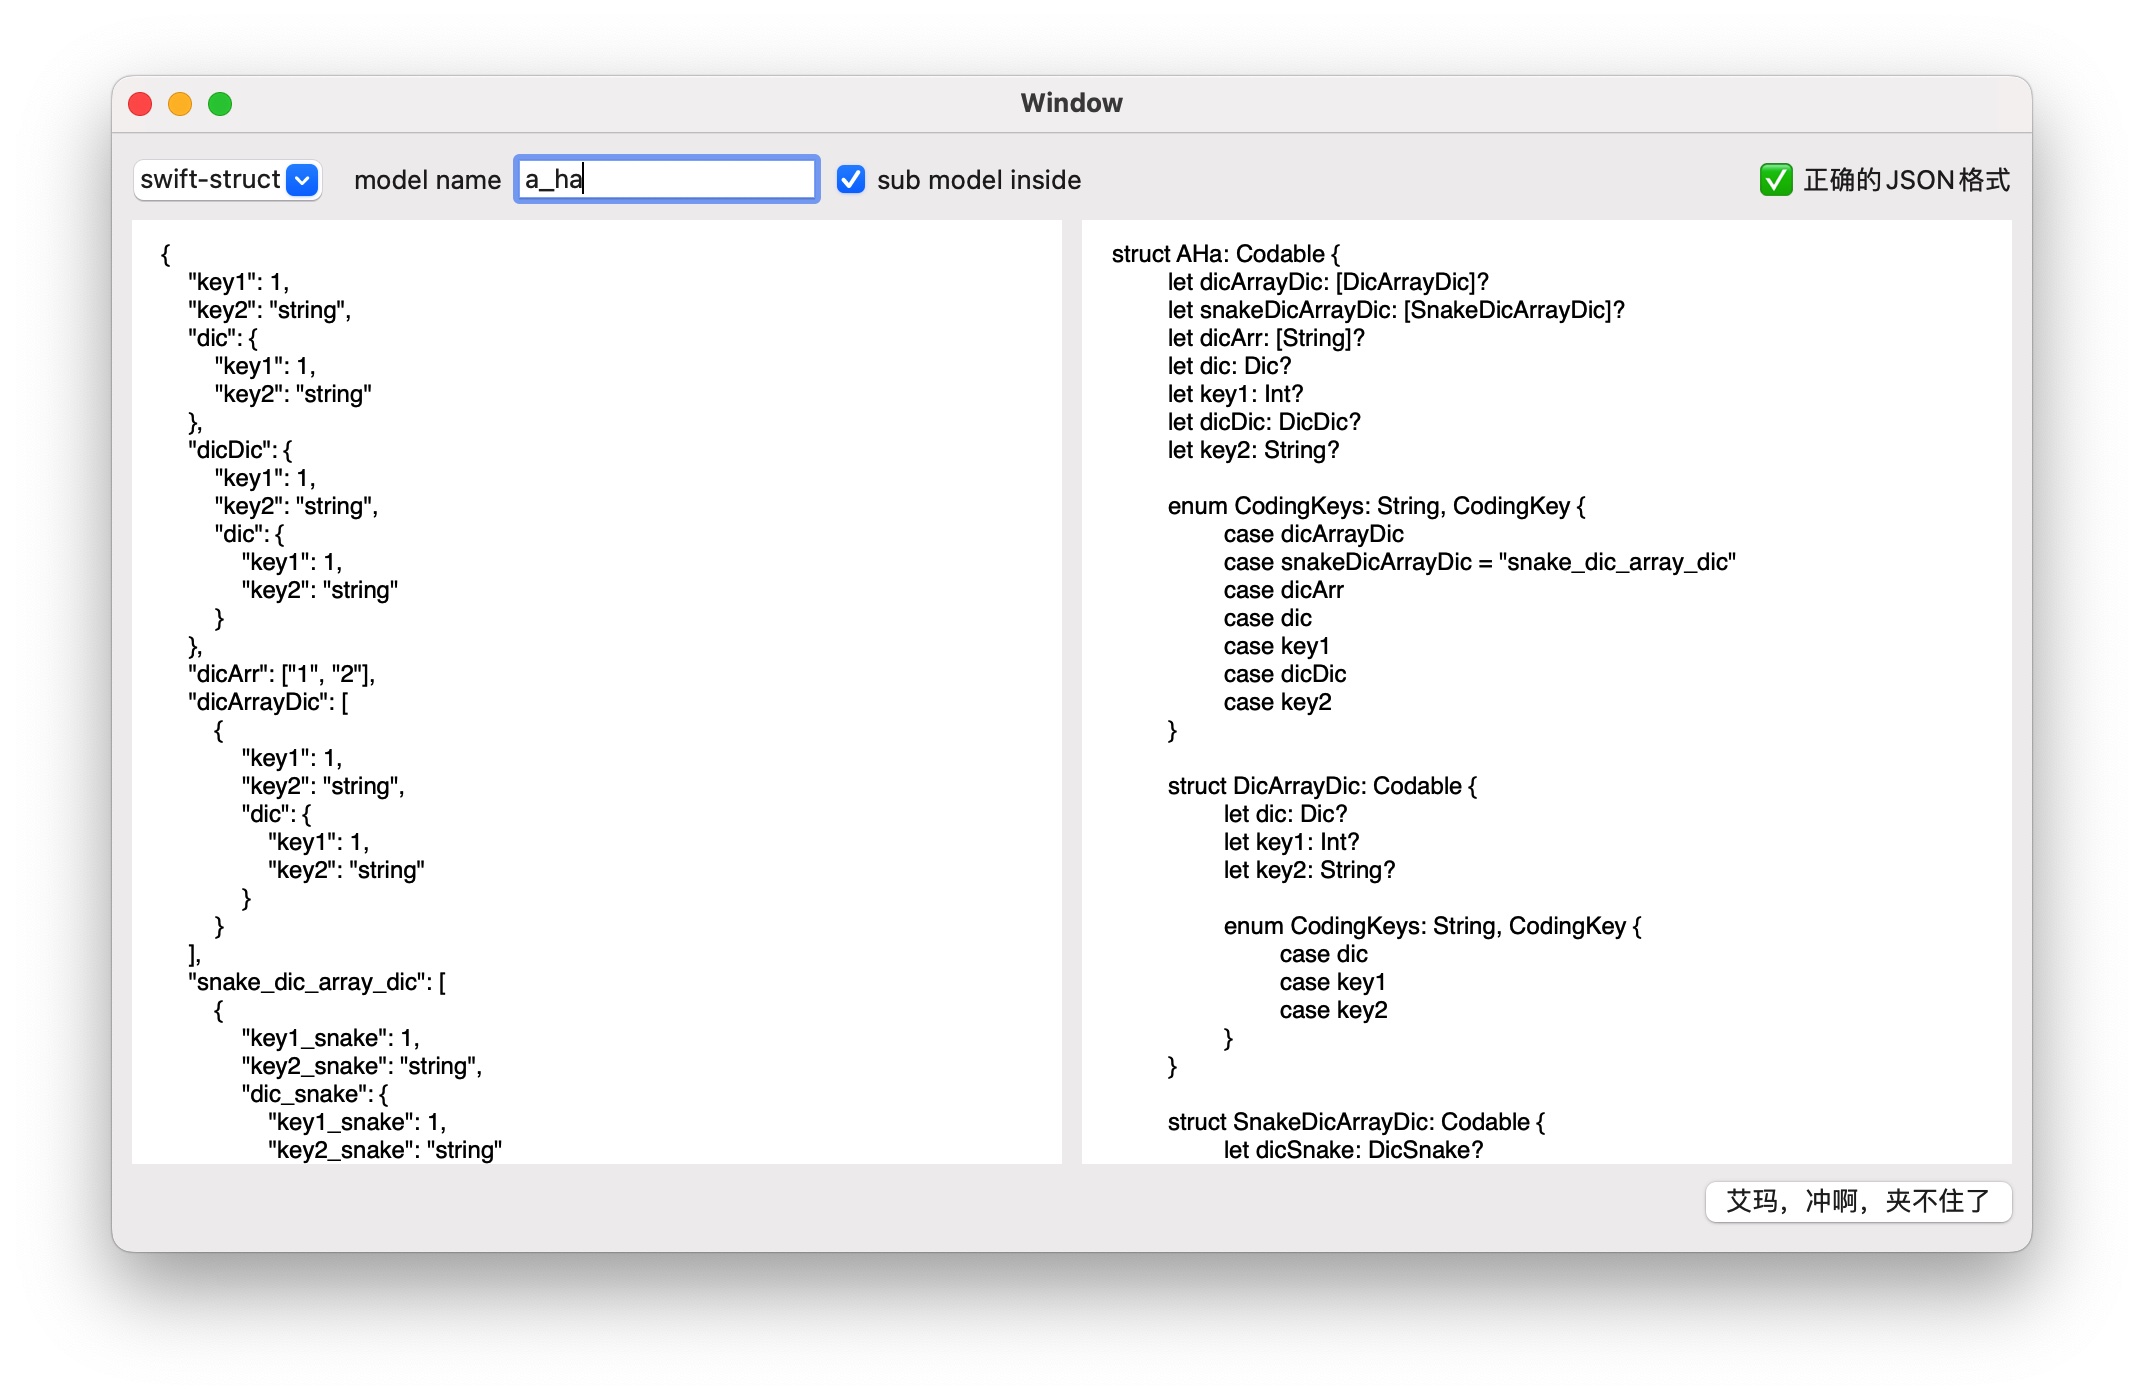 Window
swift-struct model name a_ha sub model inside 正确的JSON格式
{
"key1": 1,
"key2": "string",
"dic": {
"key1": 1,
"key2": "string"
},
"dicDic": {
"key1": 1,
"key2": "string",
"dic": {
"key1": 1,
"key2": "string"
}
},
"dicArr": ["1", "2"],
"dicArrayDic": [
{
"key1": 1,
"key2": "string",
"dic": {
"key1": 1,
"key2": "string"
}
}
],
"snake_dic_array_dic": [
{
"key1_snake": 1,
"key2_snake": "string",
"dic_snake": {
"key1_snake": 1,
"key2_snake": "string"
struct AHa: Codable {
let dicArrayDic: [DicArrayDic]?
let snakeDicArrayDic: [SnakeDicArrayDic]?
let dicArr: [String]?
let dic: Dic?
let key1: Int?
let dicDic: DicDic?
let key2: String?
enum CodingKeys: String, CodingKey {
case dicArrayDic
case snakeDicArrayDic = "snake_dic_array_dic"
case dicArr
case dic
case key1
case dicDic
case key2
}
struct DicArrayDic: Codable {
let dic: Dic?
let key1: Int?
let key2: String?
enum CodingKeys: String, CodingKey {
case dic
case key1
case key2
}
}
struct SnakeDicArrayDic: Codable {
let dicSnake: DicSnake?
艾玛，冲啊，夹不住了